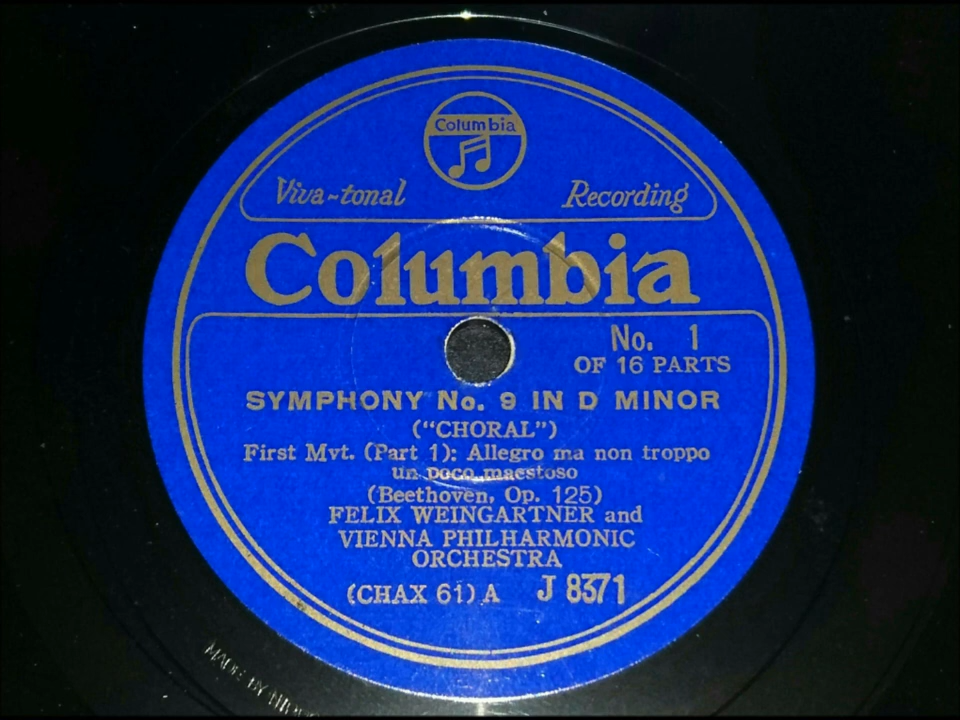 Columbia
Viva-tonal Recording
Columbia
No. 1
OF 16 PARTS
SYMPHONY No. 9 IN D MINOR
("CHORAL")
First Mvt. (Part 1): Allegro ma non troppo
un poco maestoso
(Beethoven, Op. 125)
FELIX WEINGARTNER and
VIENNA PHILHARMONIC
ORCHESTRA
(CHAX 61) A J 8371
MADE BY